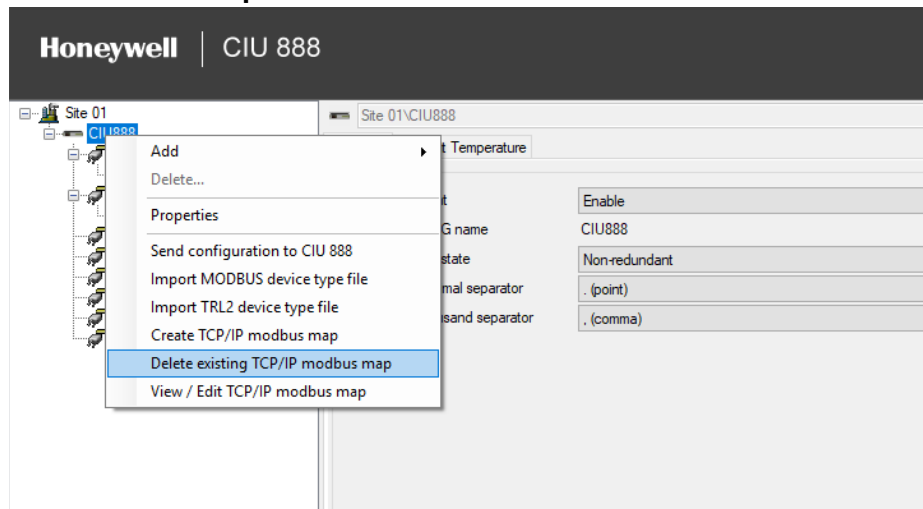 Honeywell | CIU 888
Site 01
CIU888
Site 01\CIU888
t Temperature
Add
Delete...
Properties
Send configuration to CIU 888
Import MODBUS device type file
Import TRL2 device type file
Create TCP/IP modbus map
Delete existing TCP/IP modbus map
View / Edit TCP/IP modbus map
Enable
G name CIU888
state Non-redundant
mal separator . (point)
sand separator , (comma)